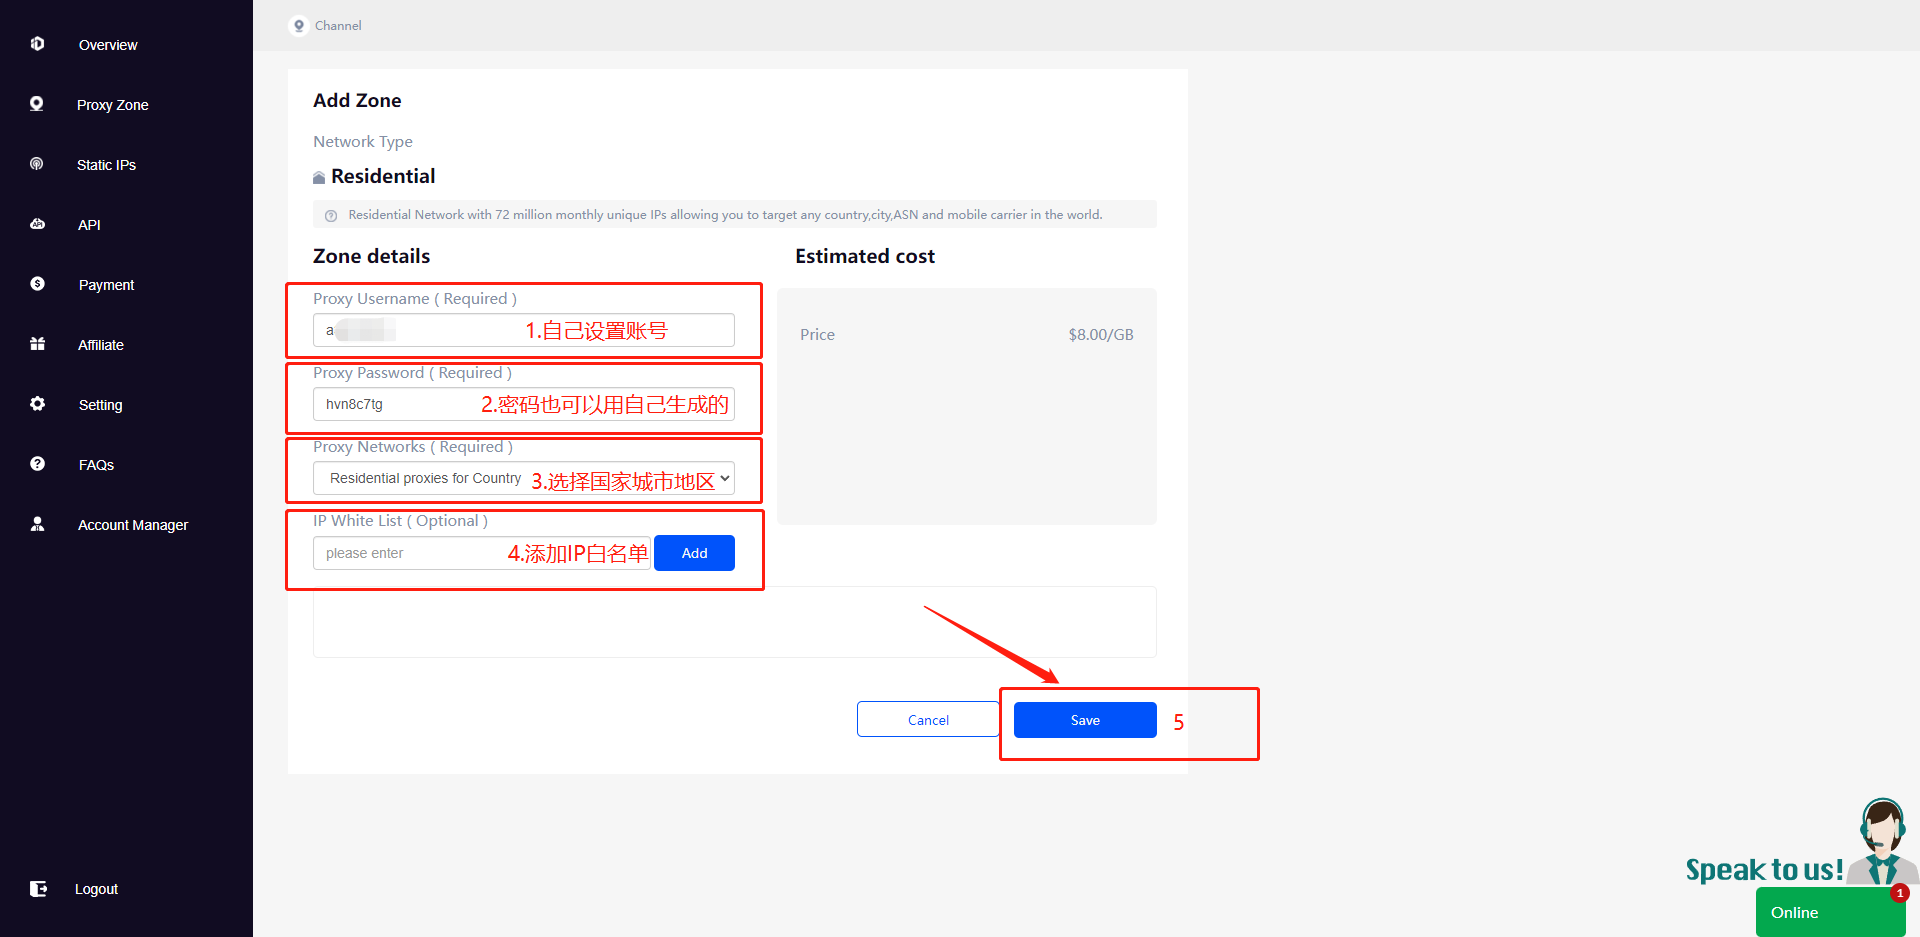 Overview
Proxy Zone
Static IPs
API
Payment
Affiliate
Setting
FAQs
Account Manager
Logout
Channel
Add Zone
Network Type
Residential
Residential Network with 72 million monthly unique IPs allowing you to target any country,city,ASN and mobile carrier in the world.
Zone details
Estimated cost
Proxy Username ( Required )
a 1.自己设置账号
Proxy Password ( Required )
hvn8c7tg 2.密码也可以用自己生成的
Proxy Networks ( Required )
Residential proxies for Country 3.选择国家城市地区
IP White List ( Optional )
please enter 4.添加IP白名单 Add
Price $8.00/GB
Cancel Save 5
Speak to us!
Online 1